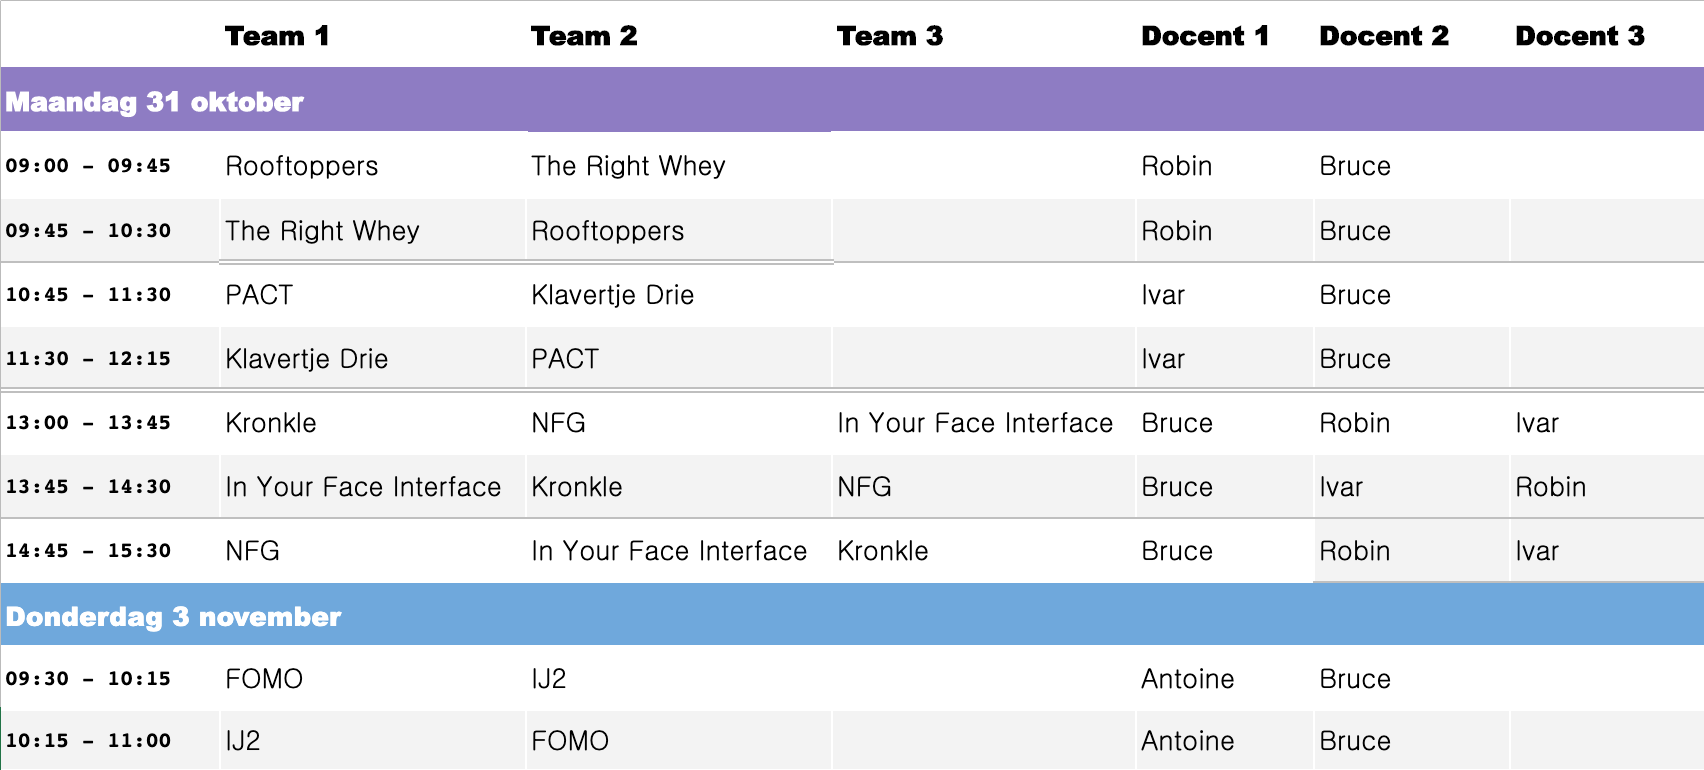 Team 1 Team 2 Team 3 Docent 1 Docent 2 Docent 3
Maandag 31 oktober
09:00 - 09:45 Rooftoppers The Right Whey Robin Bruce
09:45 - 10:30 The Right Whey Rooftoppers Robin Bruce
10:45 - 11:30 PACT Klavertje Drie Ivar Bruce
11:30 - 12:15 Klavertje Drie PACT Ivar Bruce
13:00 - 13:45 Kronkle NFG In Your Face Interface Bruce Robin Ivar
13:45 - 14:30 In Your Face Interface Kronkle NFG Bruce Ivar Robin
14:45 - 15:30 NFG In Your Face Interface Kronkle Bruce Robin Ivar
Donderdag 3 november
09:30 - 10:15 FOMO IJ2 Antoine Bruce
10:15 - 11:00 IJ2 FOMO Antoine Bruce